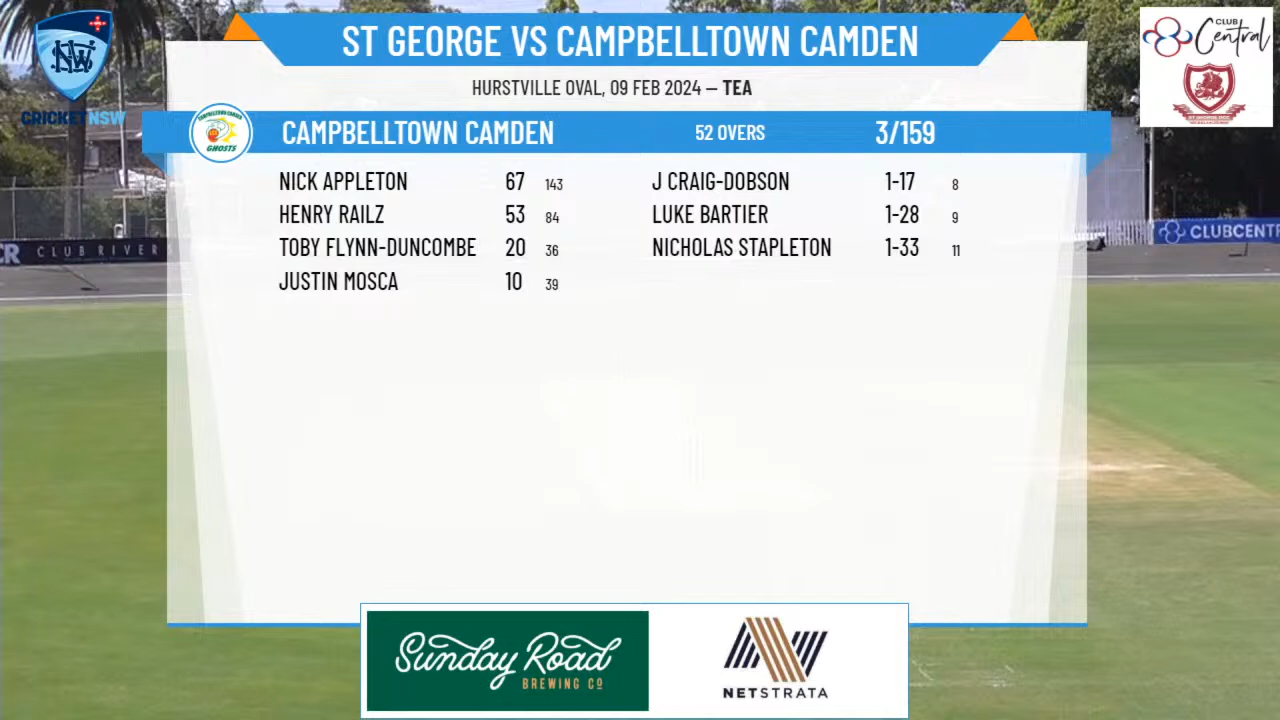 ST GEORGE VS CAMPBELLTOWN CAMDEN
HURSTVILLE OVAL, 09 FEB 2024 – TEA
CRICKETNSW
CLUB
Central
GHOSTS
CAMPBELLTOWN CAMDEN 52 OVERS 3/159
NICK APPLETON 67 143 J CRAIG-DOBSON 1-17 8
HENRY RAILZ 53 84 LUKE BARTIER 1-28 9
TOBY FLYNN-DUNCOMBE 20 36 NICHOLAS STAPLETON 1-33 11
JUSTIN MOSCA 10 39
CR CLUB RIVER
CLUBCENT
Sunday Road
BREWING CO
NETSTRATA